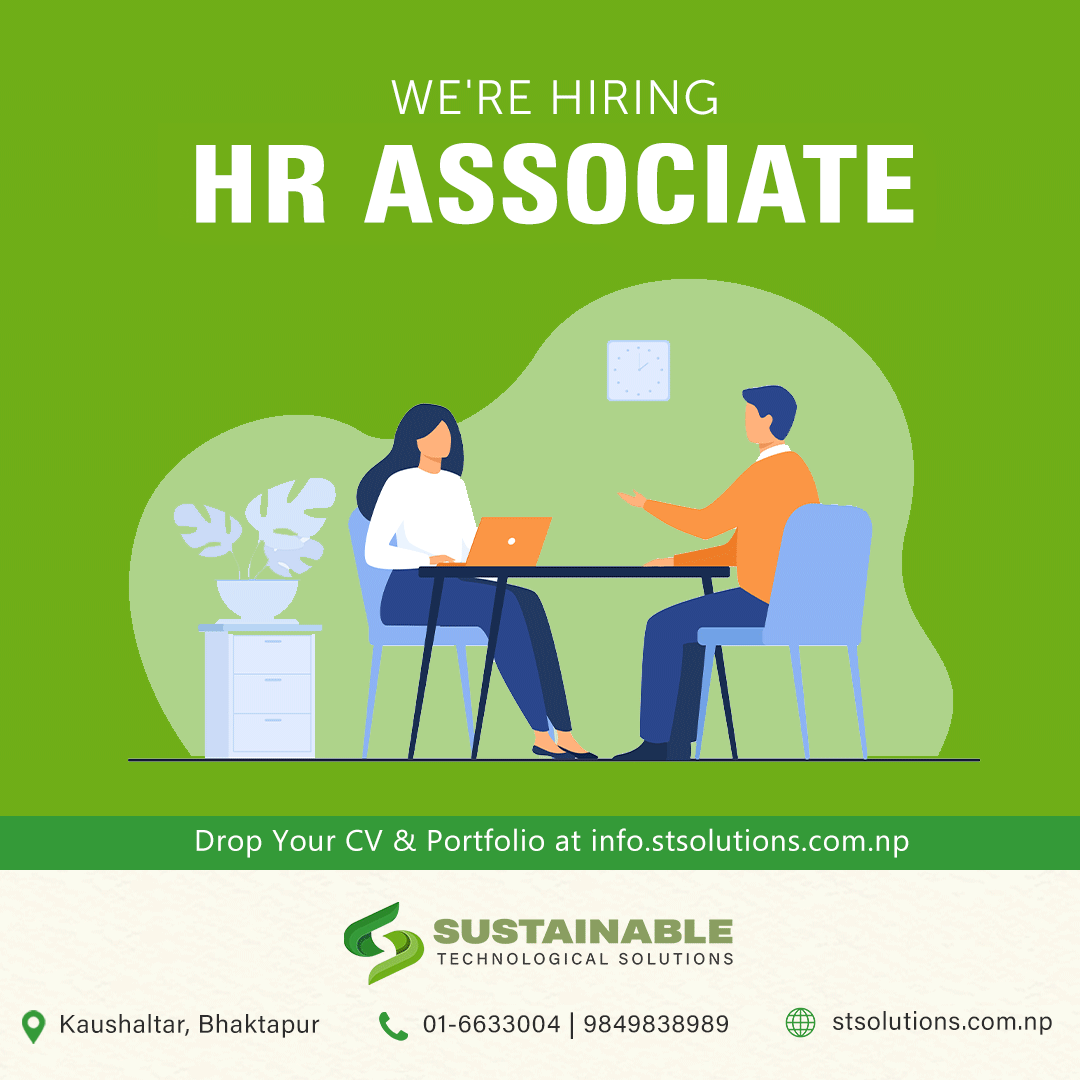 WE'RE HIRING
HR ASSOCIATE
Drop Your CV & Portfolio at info.stsolutions.com.np
SUSTAINABLE
TECHNOLOGICAL SOLUTIONS
Kaushaltar, Bhaktapur
01-6633004 | 9849838989
stsolutions.com.np